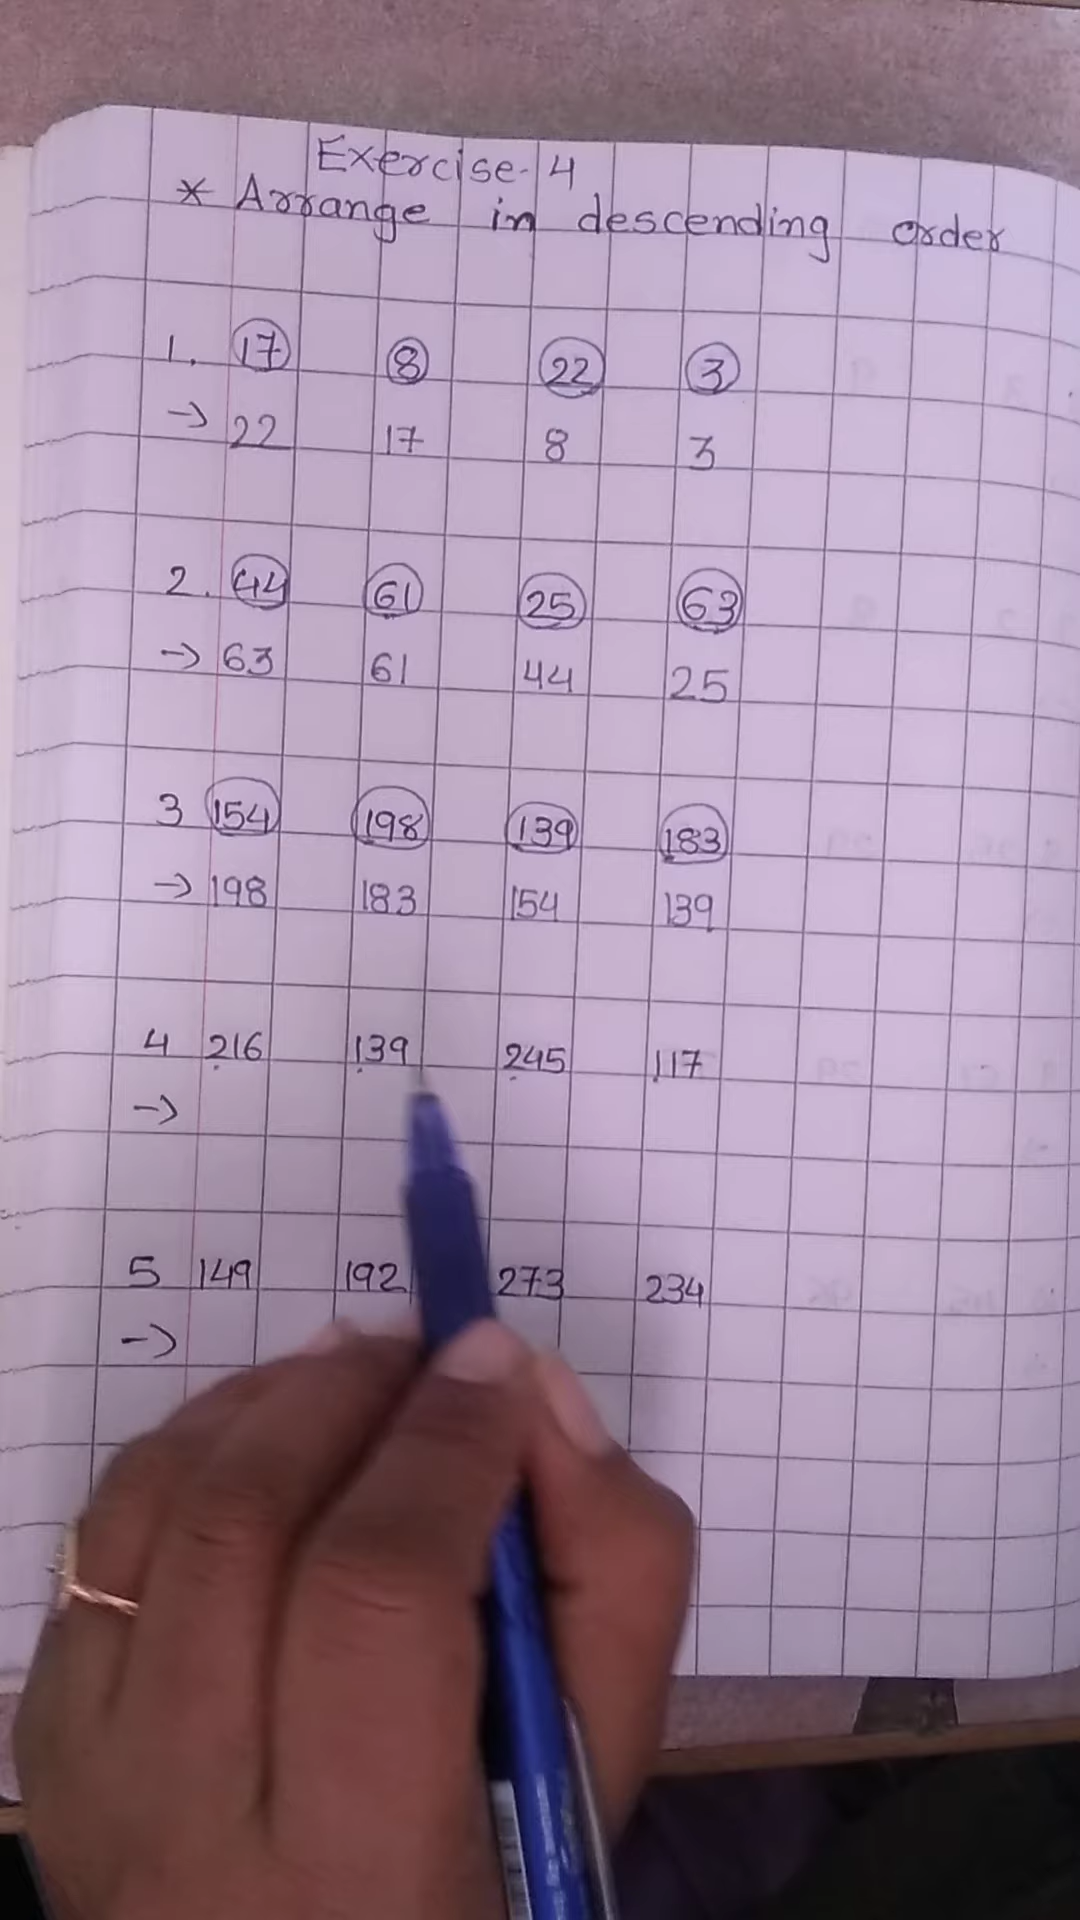 Exercise-4
* Arrange in descending order
1. 17 8 22 3
→ 22 17 8 3
2. 44 61 25 63
→ 63 61 44 25
3 154 198 139 183
→ 198 183 154 139
4 216 139 245 117
→
5 149 192 273 234
→